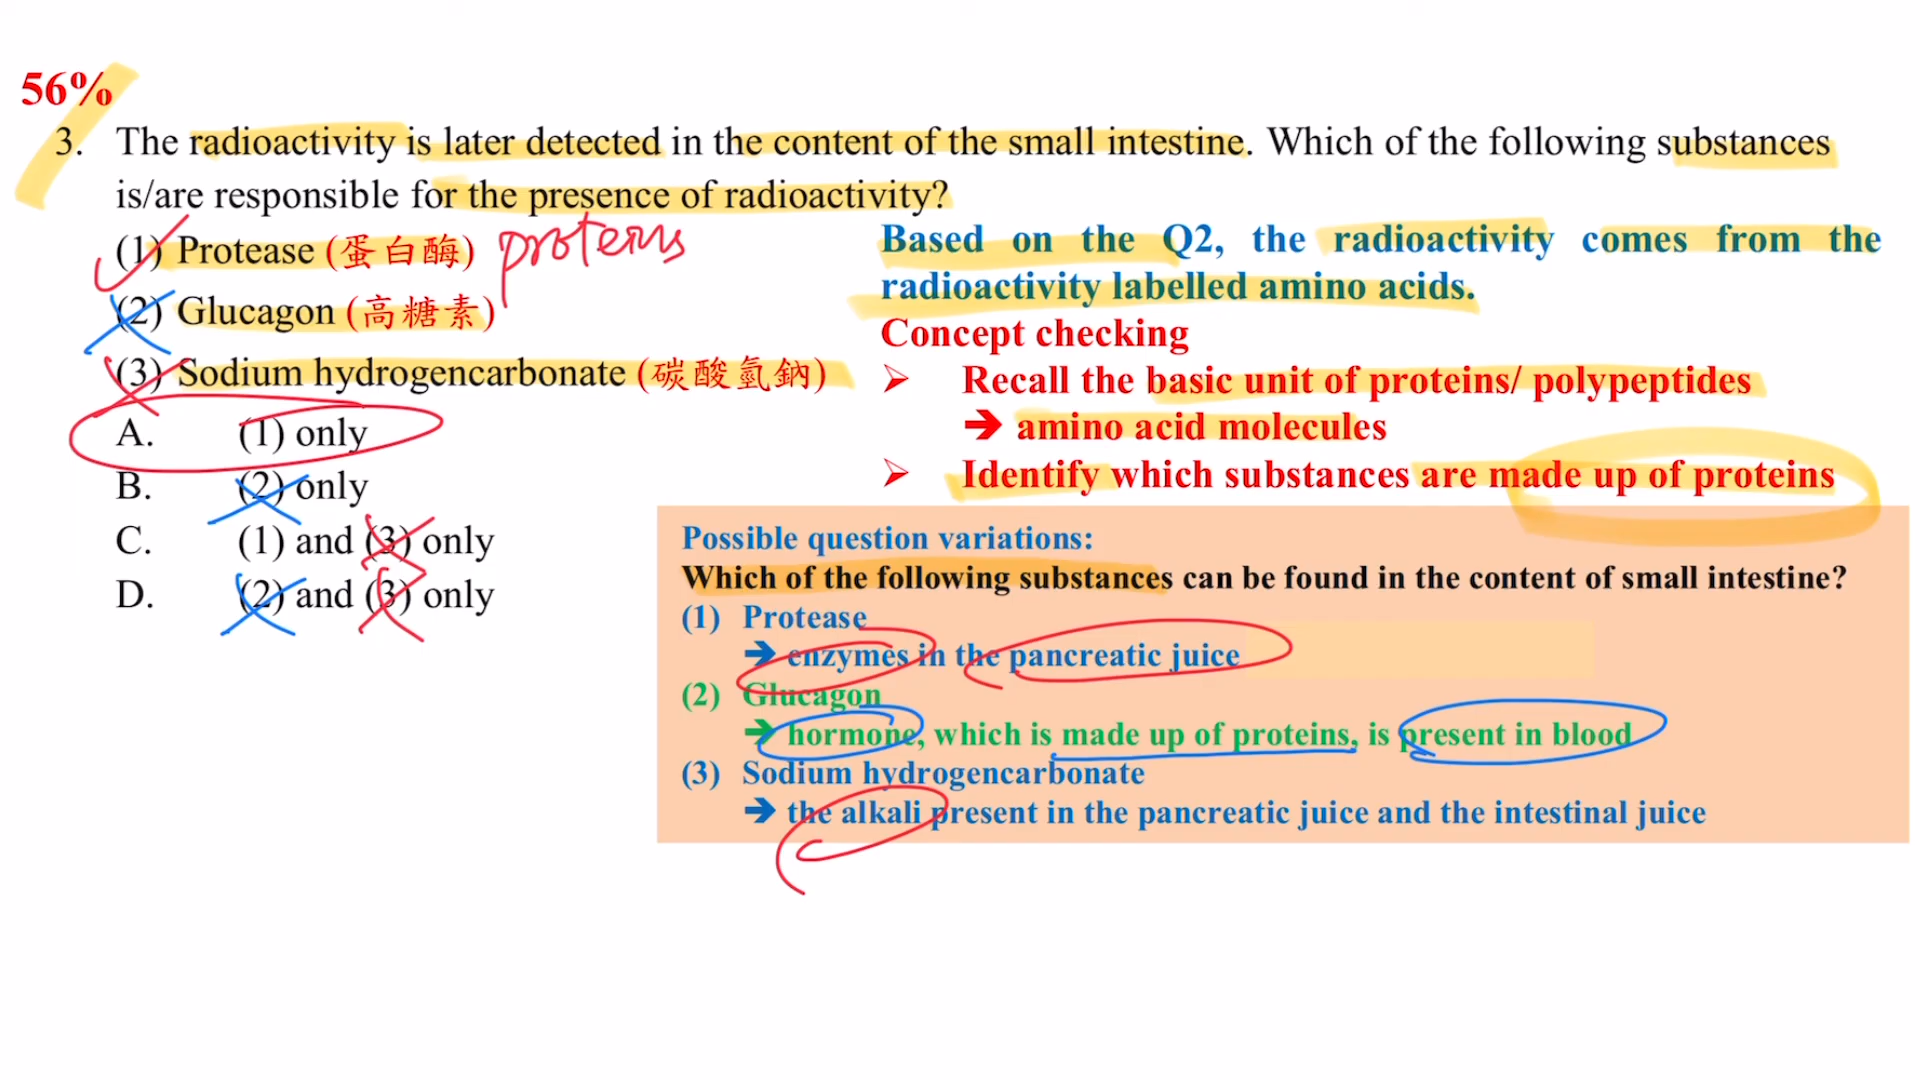 56%
3. The radioactivity is later detected in the content of the small intestine. Which of the following substances
is/are responsible for the presence of radioactivity?
(1) Protease (蛋白酶) proteins
(2) Glucagon (高糖素)
(3) Sodium hydrogencarbonate (碳酸氫鈉)
A. (1) only
B. (2) only
C. (1) and (3) only
D. (2) and (3) only
Based on the Q2, the radioactivity comes from the
radioactivity labelled amino acids.
Concept checking
➢ Recall the basic unit of proteins/ polypeptides
➔ amino acid molecules
➢ Identify which substances are made up of proteins
Possible question variations:
Which of the following substances can be found in the content of small intestine?
(1) Protease
➔ enzymes in the pancreatic juice
(2) Glucagon
➔ hormone, which is made up of proteins, is present in blood
(3) Sodium hydrogencarbonate
➔ the alkali present in the pancreatic juice and the intestinal juice